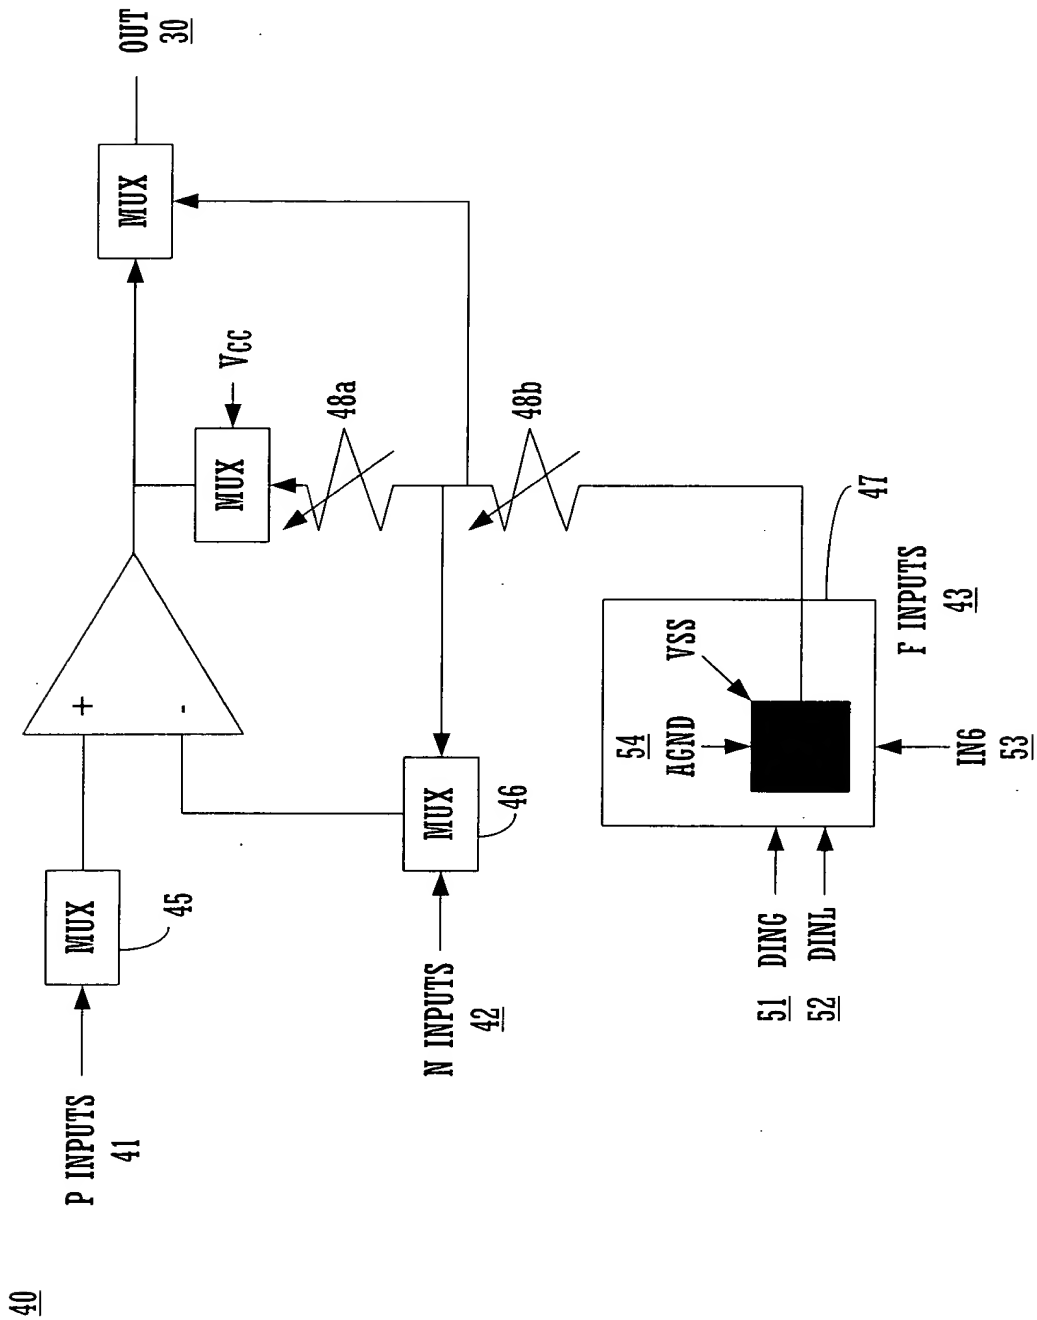 40
P INPUTS
41
MUX
45
+
-
N INPUTS
42
MUX
46
MUX
VCC
48a
48b
MUX
OUT
30
51 DING
52 DINL
54
AGND
VSS
47
F INPUTS
43
IN6
53